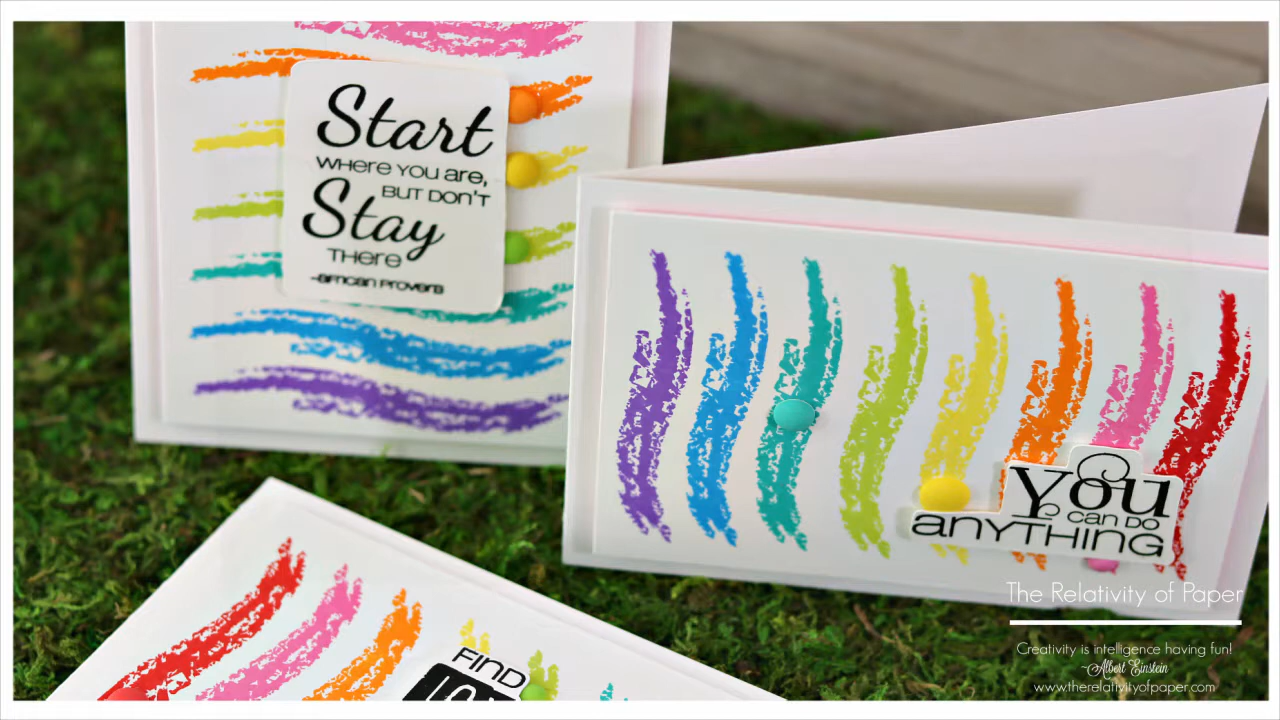 Start
WHERE YOU ARE,
BUT DON'T
Stay
THERE
~AFRICAN PROVERB
YOU
CAN DO
ANYTHING
FIND
The Relativity of Paper
Creativity is intelligence having fun!
~Albert Einstein
www.therelativityofpaper.com